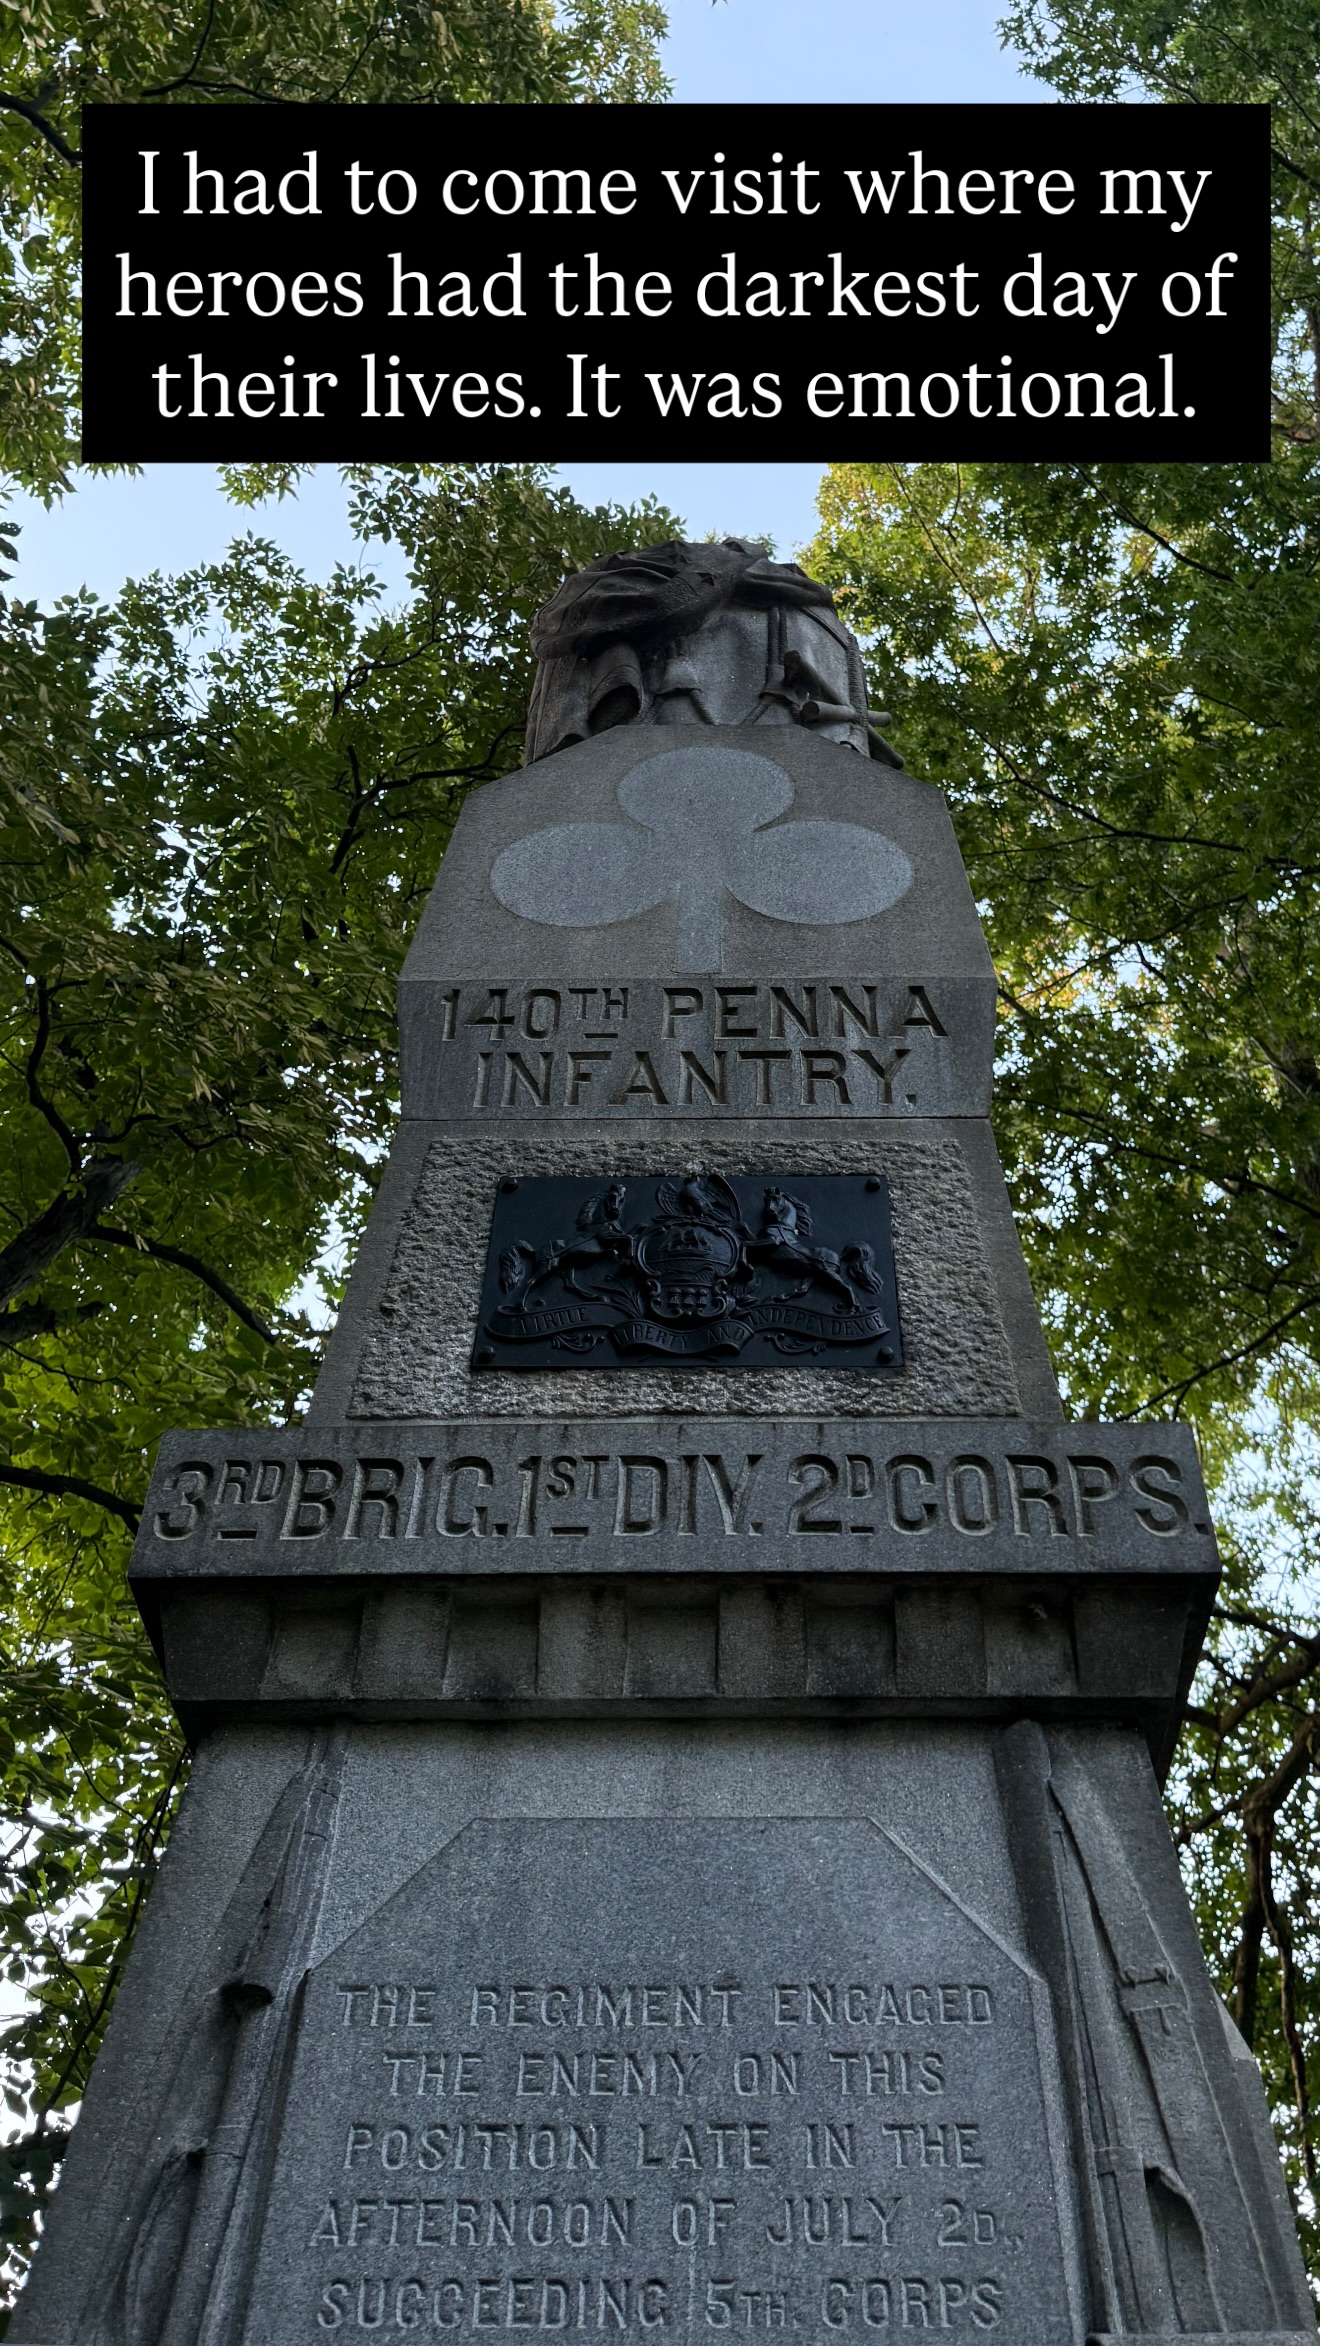 I had to come visit where my
heroes had the darkest day of
their lives. It was emotional.
140TH PENNA
INFANTRY.
VIRTUE LIBERTY AND INDEPENDENCE
3RD BRIG. 1ST DIV. 2D CORPS.
THE REGIMENT ENGAGED
THE ENEMY ON THIS
POSITION LATE IN THE
AFTERNOON OF JULY 2D.,
SUCCEEDING 5TH. CORPS